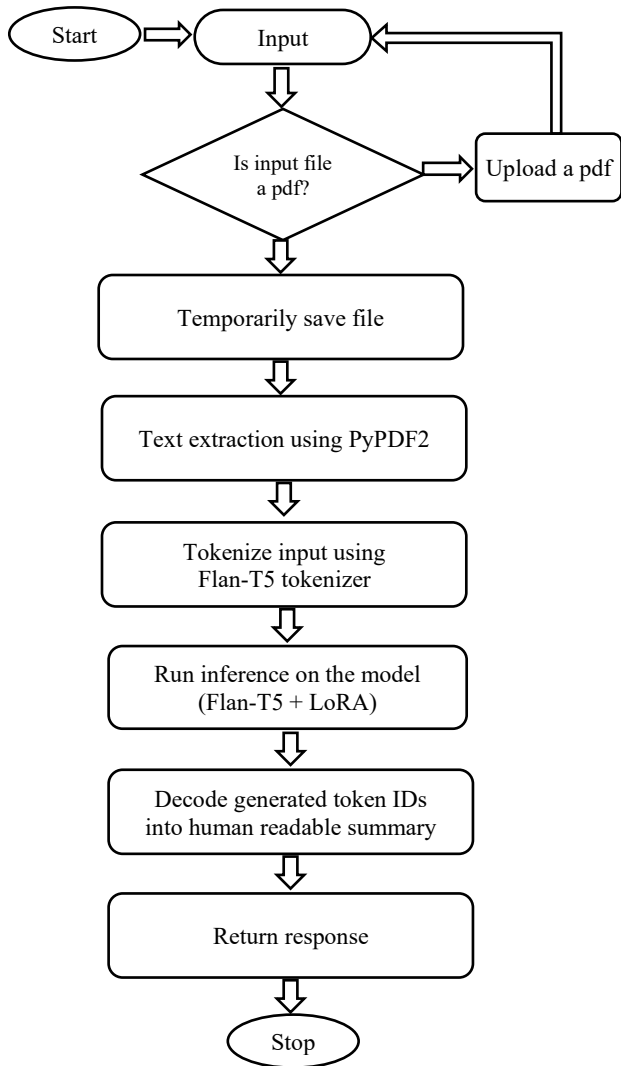 Start
Input
Is input file
a pdf?
Upload a pdf
Temporarily save file
Text extraction using PyPDF2
Tokenize input using
Flan-T5 tokenizer
Run inference on the model
(Flan-T5 + LoRA)
Decode generated token IDs
into human readable summary
Return response
Stop